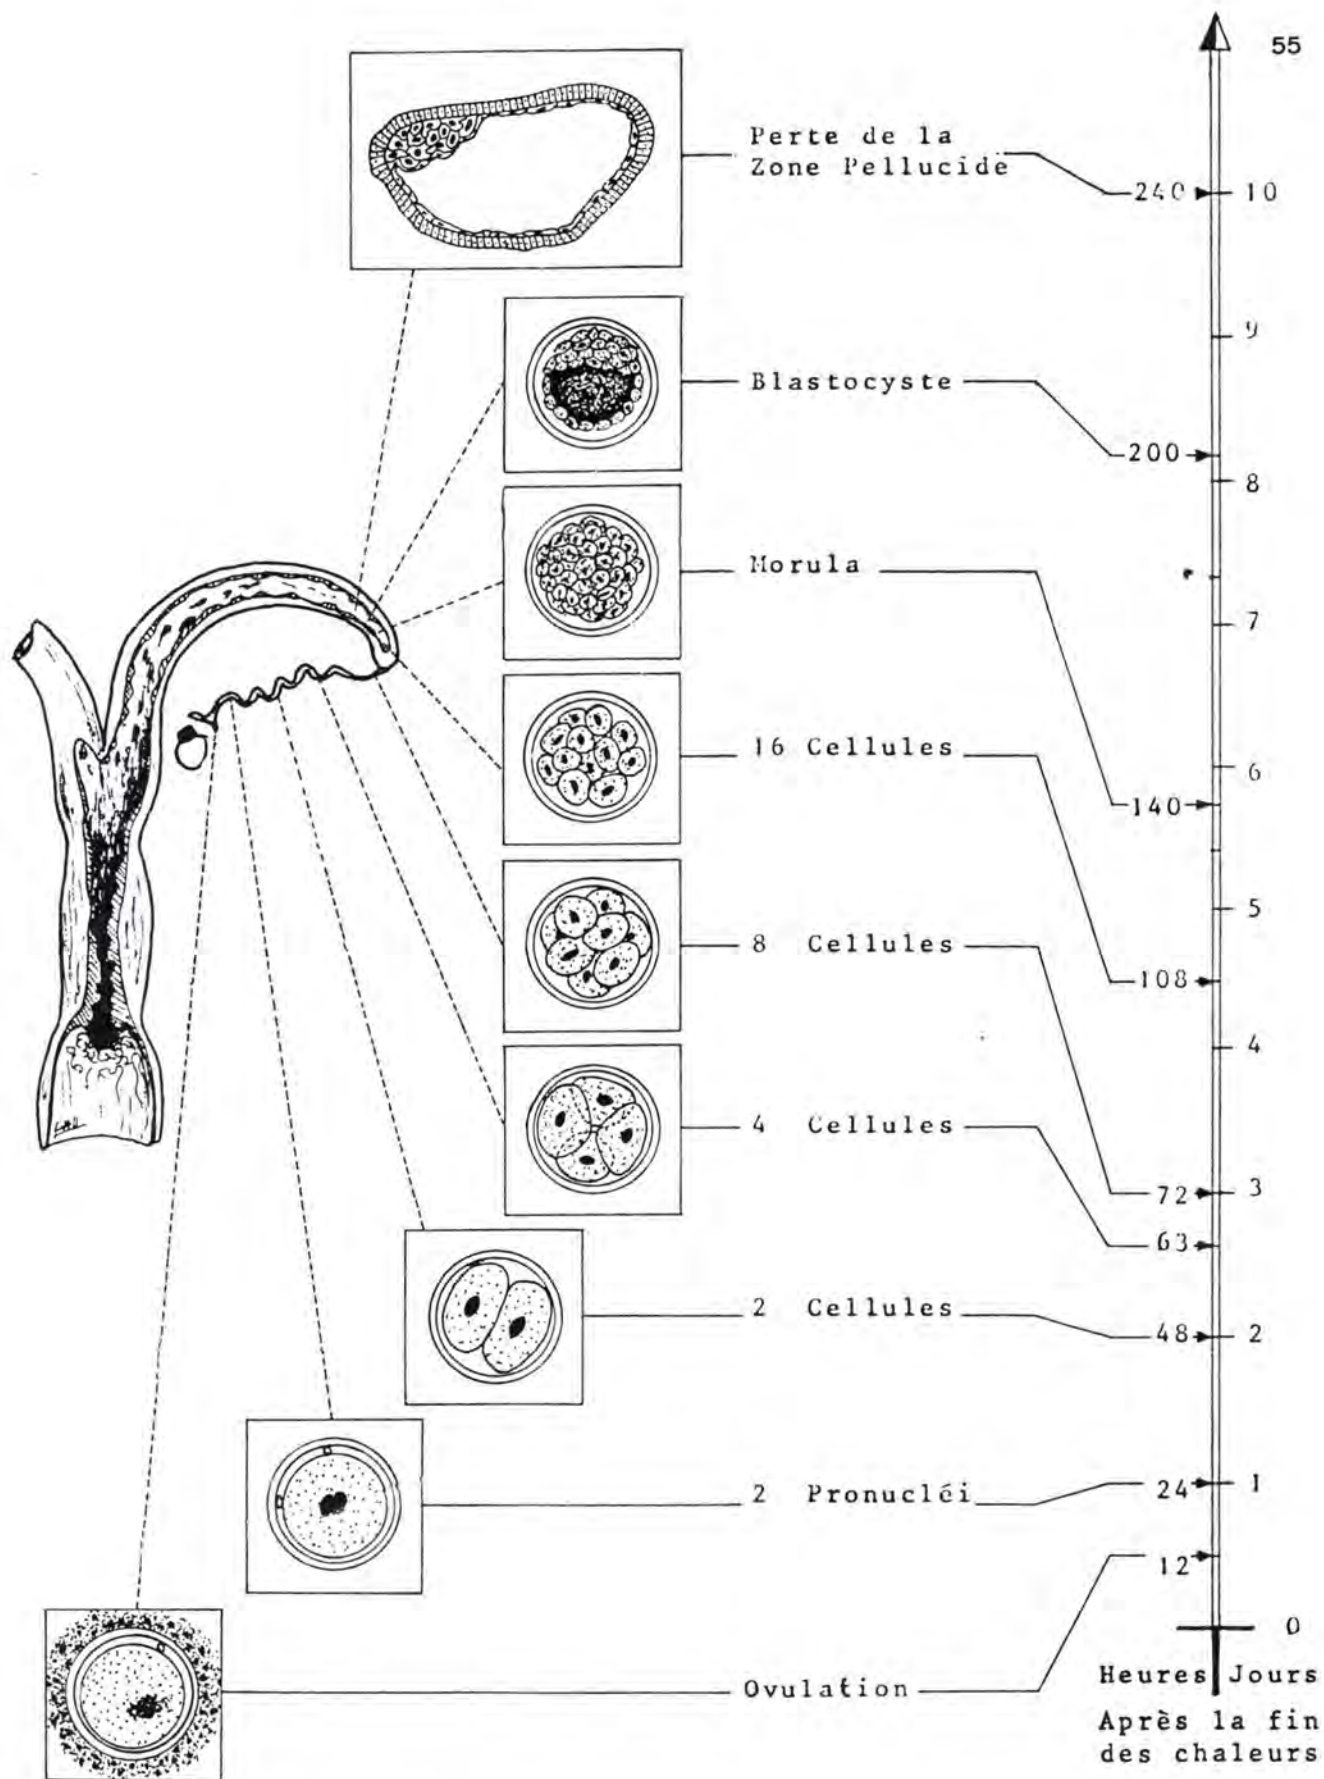 55
Perte de la
Zone Pellucide
240 10
9
Blastocyste
200
8
Morula
7
16 Cellules
6
140
8 Cellules
5
108
4
4 Cellules
72 3
63
2 Cellules
48 2
2 Pronucléi
24 1
12
0
Ovulation
Heures Jours
Après la fin
des chaleurs